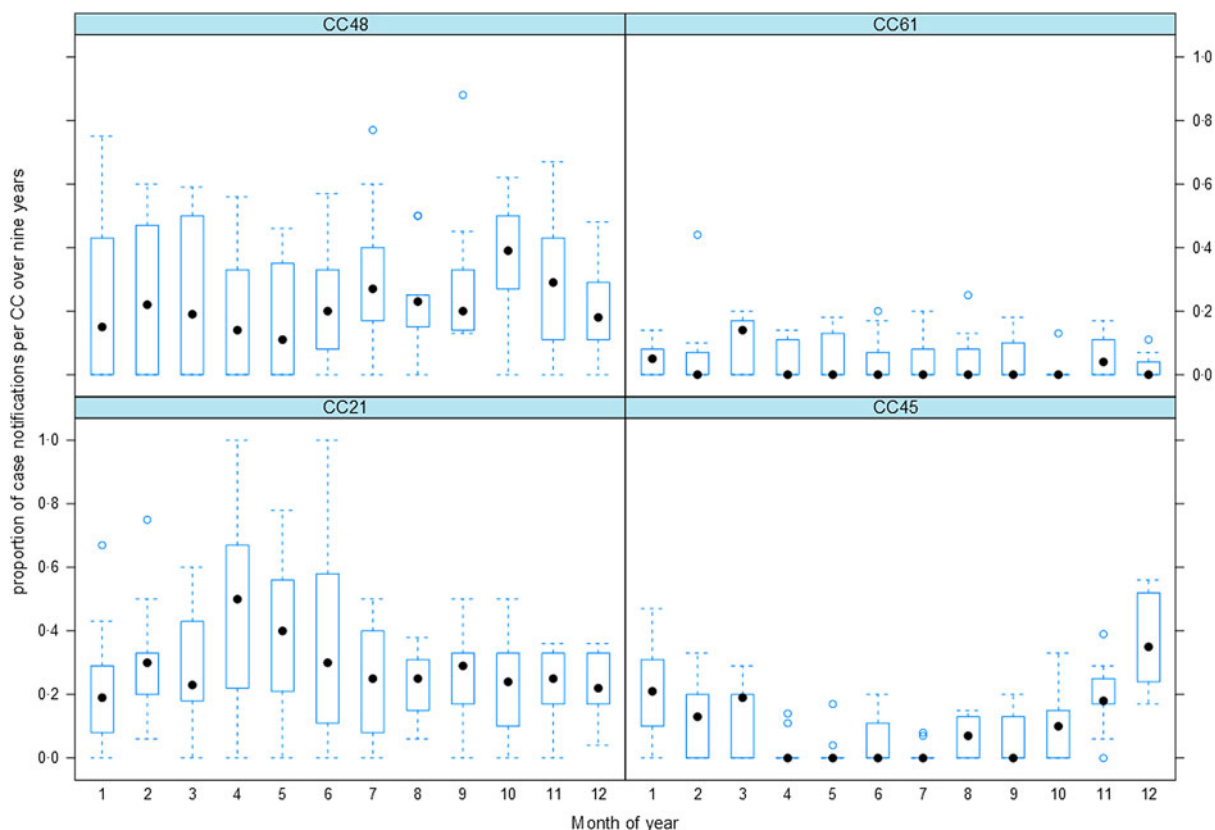 CC48 CC61
1·0
0·8
0·6
0·4
0·2
0·0
proportion of case notifications per CC over nine years
CC21 CC45
1·0
0·8
0·6
0·4
0·2
0·0
1 2 3 4 5 6 7 8 9 10 11 12 1 2 3 4 5 6 7 8 9 10 11 12
Month of year